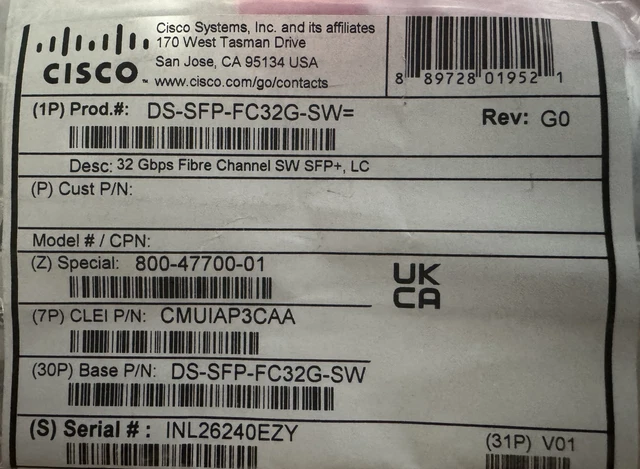 CISCO™
Cisco Systems, Inc. and its affiliates
170 West Tasman Drive
San Jose, CA 95134 USA
www.cisco.com/go/contacts
8 89728 01952 1
(1P) Prod.#: DS-SFP-FC32G-SW= Rev: G0
Desc: 32 Gbps Fibre Channel SW SFP+, LC
(P) Cust P/N:
Model # / CPN:
(Z) Special: 800-47700-01
UK
CA
(7P) CLEI P/N: CMUIAP3CAA
(30P) Base P/N: DS-SFP-FC32G-SW
(S) Serial # : INL26240EZY
(31P) V01